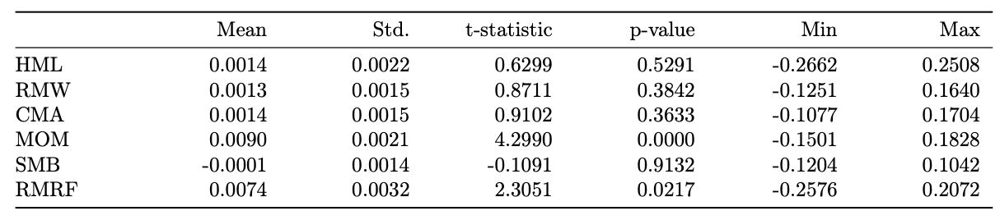 Mean Std. t-statistic p-value Min Max
HML 0.0014 0.0022 0.6299 0.5291 -0.2662 0.2508
RMW 0.0013 0.0015 0.8711 0.3842 -0.1251 0.1640
CMA 0.0014 0.0015 0.9102 0.3633 -0.1077 0.1704
MOM 0.0090 0.0021 4.2990 0.0000 -0.1501 0.1828
SMB -0.0001 0.0014 -0.1091 0.9132 -0.1204 0.1042
RMRF 0.0074 0.0032 2.3051 0.0217 -0.2576 0.2072